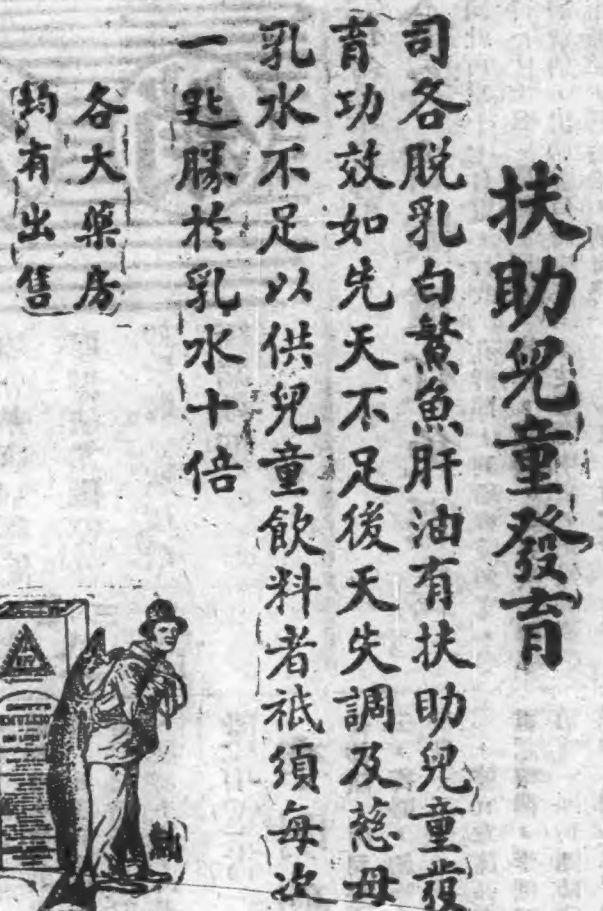 扶助兒童發育
司各脱乳白鰵魚肝油有扶助兒童發
育功效如先天不足後天失調及慈母
乳水不足以供兒童飲料者祇須每次
一匙勝於乳水十倍
各大藥房
均有出售